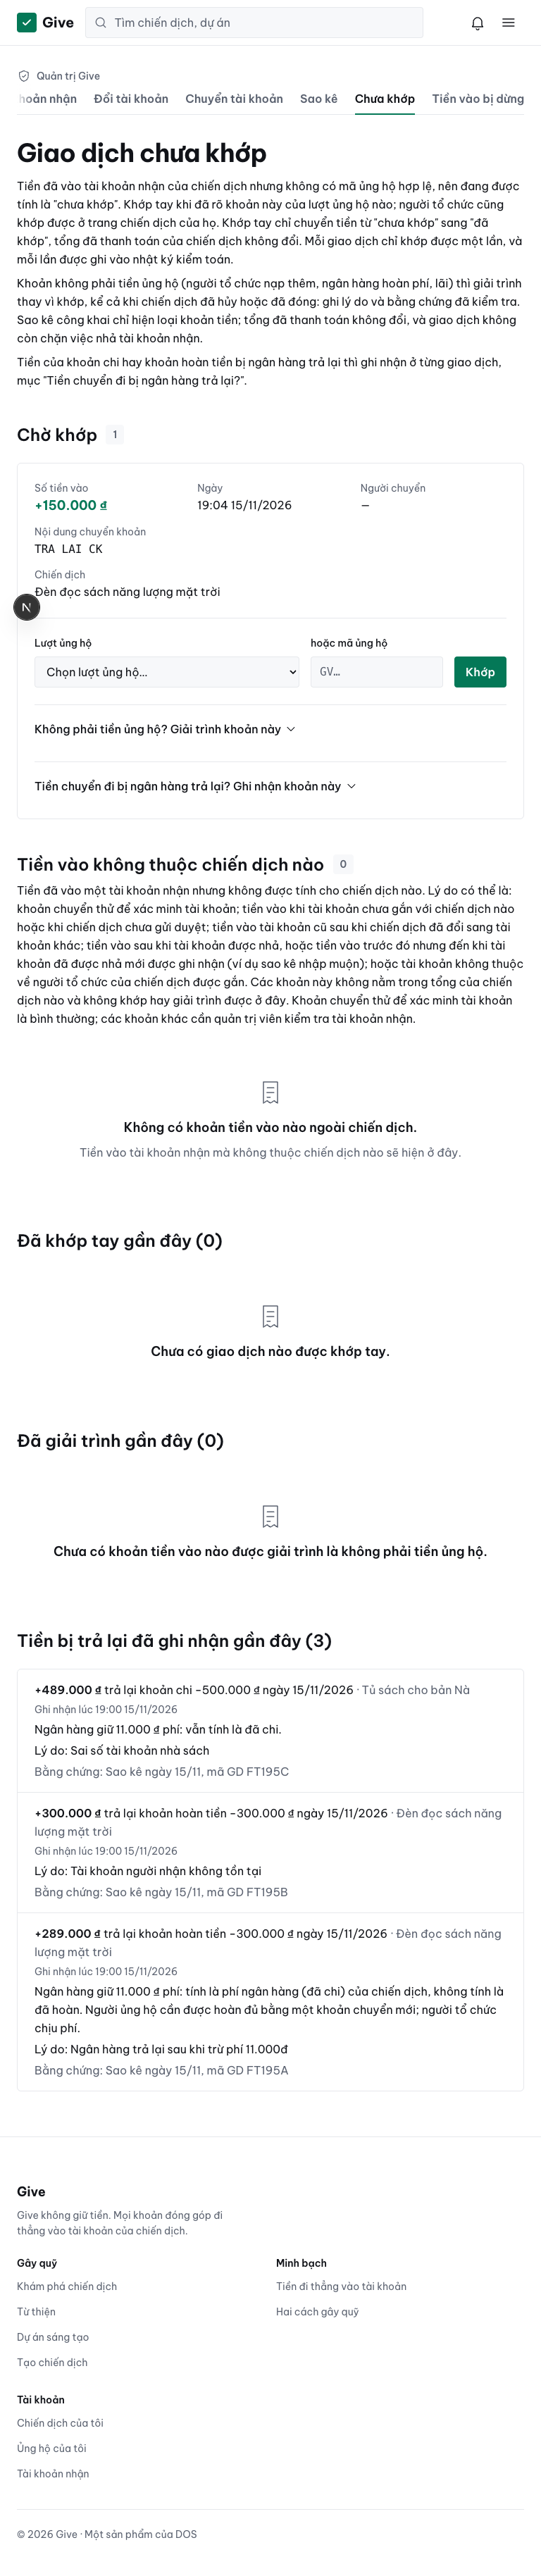 Give
Tìm chiến dịch, dự án
Quản trị Give
hoản nhận
Đổi tài khoản
Chuyển tài khoản
Sao kê
Chưa khớp
Tiền vào bị dừng
Giao dịch chưa khớp
Tiền đã vào tài khoản nhận của chiến dịch nhưng không có mã ủng hộ hợp lệ, nên đang được
tính là "chưa khớp". Khớp tay khi đã rõ khoản này của lượt ủng hộ nào; người tổ chức cũng
khớp được ở trang chiến dịch của họ. Khớp tay chỉ chuyển tiền từ "chưa khớp" sang "đã
khớp", tổng đã thanh toán của chiến dịch không đổi. Mỗi giao dịch chỉ khớp được một lần, và
mỗi lần được ghi vào nhật ký kiểm toán.
Khoản không phải tiền ủng hộ (người tổ chức nạp thêm, ngân hàng hoàn phí, lãi) thì giải trình
thay vì khớp, kể cả khi chiến dịch đã hủy hoặc đã đóng: ghi lý do và bằng chứng đã kiểm tra.
Sao kê công khai chỉ hiện loại khoản tiền; tổng đã thanh toán không đổi, và giao dịch không
còn chặn việc nhả tài khoản nhận.
Tiền của khoản chi hay khoản hoàn tiền bị ngân hàng trả lại thì ghi nhận ở từng giao dịch,
mục "Tiền chuyển đi bị ngân hàng trả lại?".
Chờ khớp 1
Số tiền vào
Ngày
Người chuyển
+150.000 ₫
19:04 15/11/2026
—
Nội dung chuyển khoản
TRA LAI CK
Chiến dịch
Đèn đọc sách năng lượng mặt trời
N
Lượt ủng hộ
hoặc mã ủng hộ
Chọn lượt ủng hộ...
GV…
Khớp
Không phải tiền ủng hộ? Giải trình khoản này
Tiền chuyển đi bị ngân hàng trả lại? Ghi nhận khoản này
Tiền vào không thuộc chiến dịch nào 0
Tiền đã vào một tài khoản nhận nhưng không được tính cho chiến dịch nào. Lý do có thể là:
khoản chuyển thử để xác minh tài khoản; tiền vào khi tài khoản chưa gắn với chiến dịch nào
hoặc khi chiến dịch chưa gửi duyệt; tiền vào tài khoản cũ sau khi chiến dịch đã đổi sang tài
khoản khác; tiền vào sau khi tài khoản được nhả, hoặc tiền vào trước đó nhưng đến khi tài
khoản đã được nhả mới được ghi nhận (ví dụ sao kê nhập muộn); hoặc tài khoản không thuộc
về người tổ chức của chiến dịch được gắn. Các khoản này không nằm trong tổng của chiến
dịch nào và không khớp hay giải trình được ở đây. Khoản chuyển thử để xác minh tài khoản
là bình thường; các khoản khác cần quản trị viên kiểm tra tài khoản nhận.
Không có khoản tiền vào nào ngoài chiến dịch.
Tiền vào tài khoản nhận mà không thuộc chiến dịch nào sẽ hiện ở đây.
Đã khớp tay gần đây (0)
Chưa có giao dịch nào được khớp tay.
Đã giải trình gần đây (0)
Chưa có khoản tiền vào nào được giải trình là không phải tiền ủng hộ.
Tiền bị trả lại đã ghi nhận gần đây (3)
+489.000 ₫ trả lại khoản chi -500.000 ₫ ngày 15/11/2026 · Tủ sách cho bản Nà
Ghi nhận lúc 19:00 15/11/2026
Ngân hàng giữ 11.000 ₫ phí: vẫn tính là đã chi.
Lý do: Sai số tài khoản nhà sách
Bằng chứng: Sao kê ngày 15/11, mã GD FT195C
+300.000 ₫ trả lại khoản hoàn tiền -300.000 ₫ ngày 15/11/2026 · Đèn đọc sách năng
lượng mặt trời
Ghi nhận lúc 19:00 15/11/2026
Lý do: Tài khoản người nhận không tồn tại
Bằng chứng: Sao kê ngày 15/11, mã GD FT195B
+289.000 ₫ trả lại khoản hoàn tiền -300.000 ₫ ngày 15/11/2026 · Đèn đọc sách năng
lượng mặt trời
Ghi nhận lúc 19:00 15/11/2026
Ngân hàng giữ 11.000 ₫ phí: tính là phí ngân hàng (đã chi) của chiến dịch, không tính là
đã hoàn. Người ủng hộ cần được hoàn đủ bằng một khoản chuyển mới; người tổ chức
chịu phí.
Lý do: Ngân hàng trả lại sau khi trừ phí 11.000đ
Bằng chứng: Sao kê ngày 15/11, mã GD FT195A
Give
Give không giữ tiền. Mọi khoản đóng góp đi
thẳng vào tài khoản của chiến dịch.
Gây quỹ
Khám phá chiến dịch
Từ thiện
Dự án sáng tạo
Tạo chiến dịch
Minh bạch
Tiền đi thẳng vào tài khoản
Hai cách gây quỹ
Tài khoản
Chiến dịch của tôi
Ủng hộ của tôi
Tài khoản nhận
© 2026 Give · Một sản phẩm của DOS